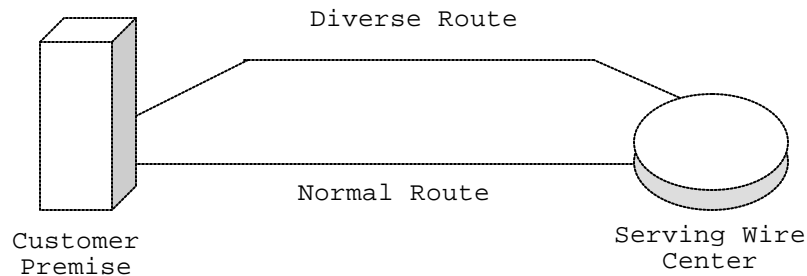 Diverse Route
Normal Route
Customer
Premise
Serving Wire
Center